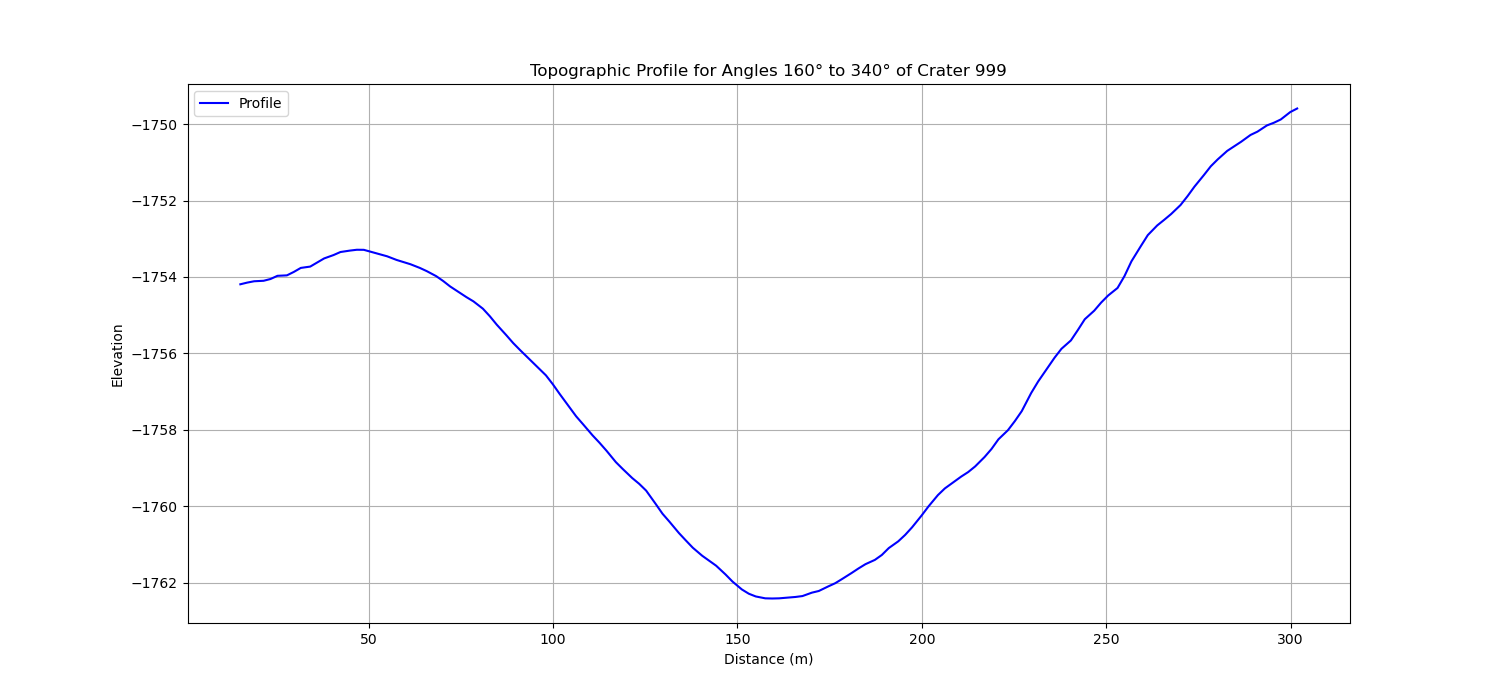 Topographic Profile for Angles 160° to 340° of Crater 999
Profile
−1750
−1752
−1754
−1756
−1758
−1760
−1762
Elevation
50 100 150 200 250 300
Distance (m)